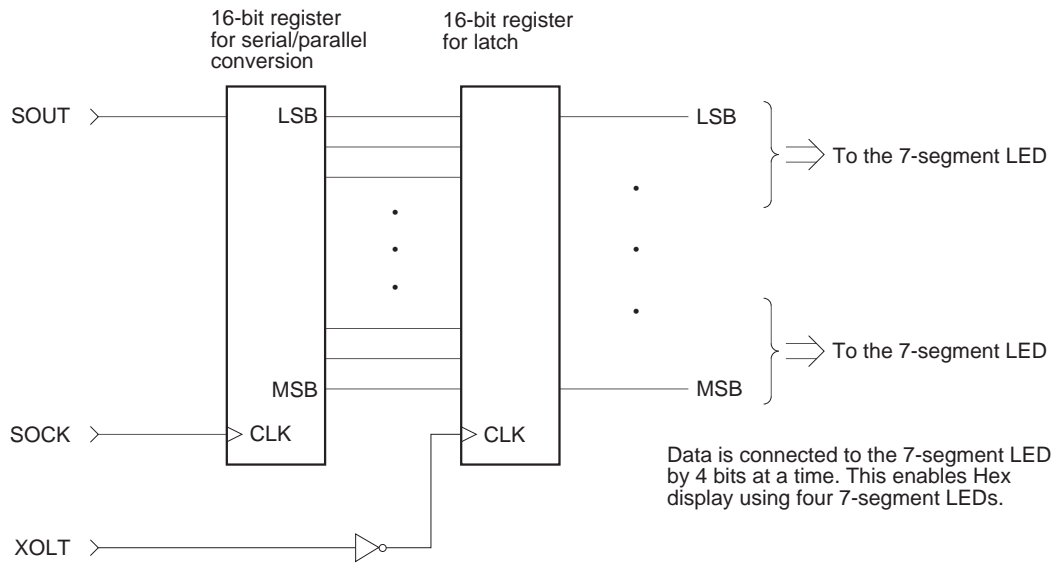 16-bit register
for serial/parallel
conversion
16-bit register
for latch
SOUT
LSB
LSB
To the 7-segment LED
To the 7-segment LED
MSB
MSB
SOCK
CLK
CLK
Data is connected to the 7-segment LED
by 4 bits at a time. This enables Hex
display using four 7-segment LEDs.
XOLT